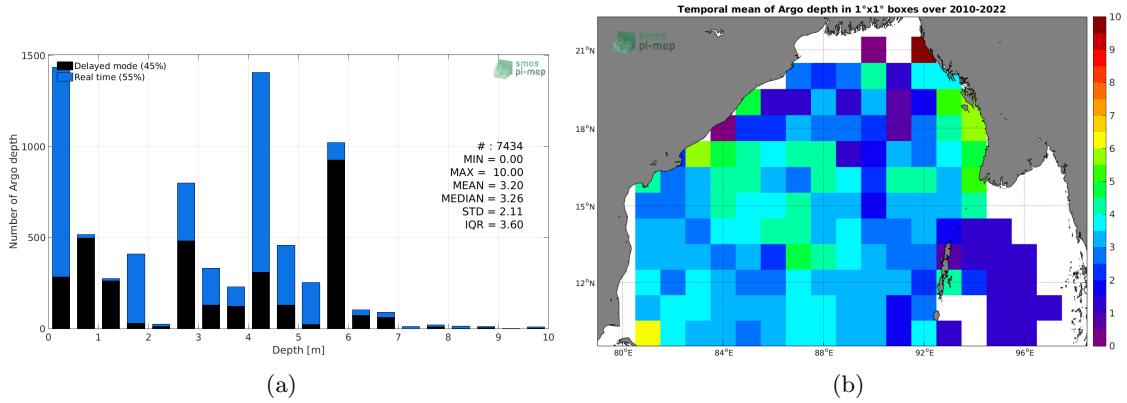 1500
1000
500
0
Number of Argo depth
Delayed mode (45%)
Real time (55%)
smos
pi-mep
# : 7434
MIN = 0.00
MAX = 10.00
MEAN = 3.20
MEDIAN = 3.26
STD = 2.11
IQR = 3.60
0 1 2 3 4 5 6 7 8 9 10
Depth [m]
(a)
Temporal mean of Argo depth in 1°x1° boxes over 2010-2022
smos
pi-mep
21°N
18°N
15°N
12°N
80°E 84°E 88°E 92°E 96°E
10
9
8
7
6
5
4
3
2
1
0
(b)